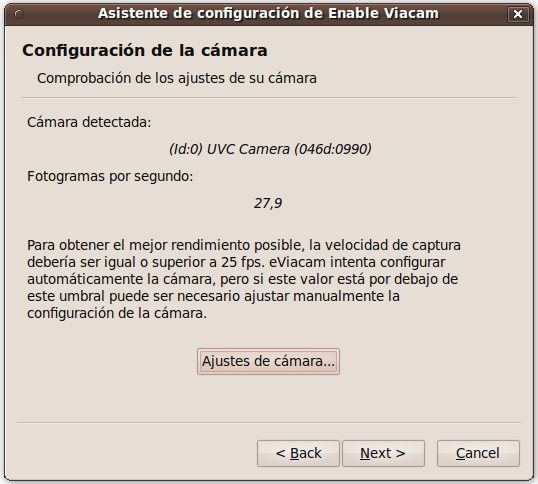 Asistente de configuración de Enable Viacam
Configuración de la cámara
Comprobación de los ajustes de su cámara
Cámara detectada:
(Id:0) UVC Camera (046d:0990)
Fotogramas por segundo:
27,9
Para obtener el mejor rendimiento posible, la velocidad de captura
debería ser igual o superior a 25 fps. eViacam intenta configurar
automáticamente la cámara, pero si este valor está por debajo de
este umbral puede ser necesario ajustar manualmente la
configuración de la cámara.
Ajustes de cámara...
< Back Next > Cancel